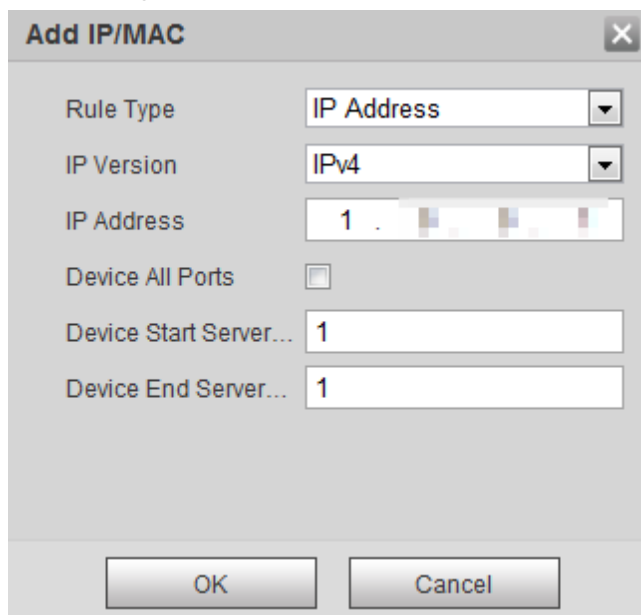 Add IP/MAC
Rule Type IP Address
IP Version IPv4
IP Address 1 .
Device All Ports
Device Start Server... 1
Device End Server... 1
OK Cancel